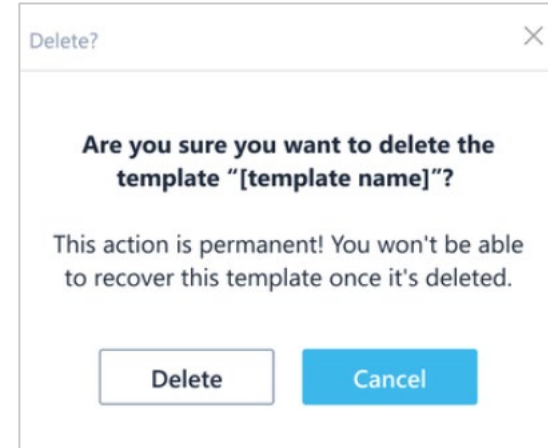 Delete?
Are you sure you want to delete the
template “[template name]”?
This action is permanent! You won't be able
to recover this template once it's deleted.
Delete
Cancel